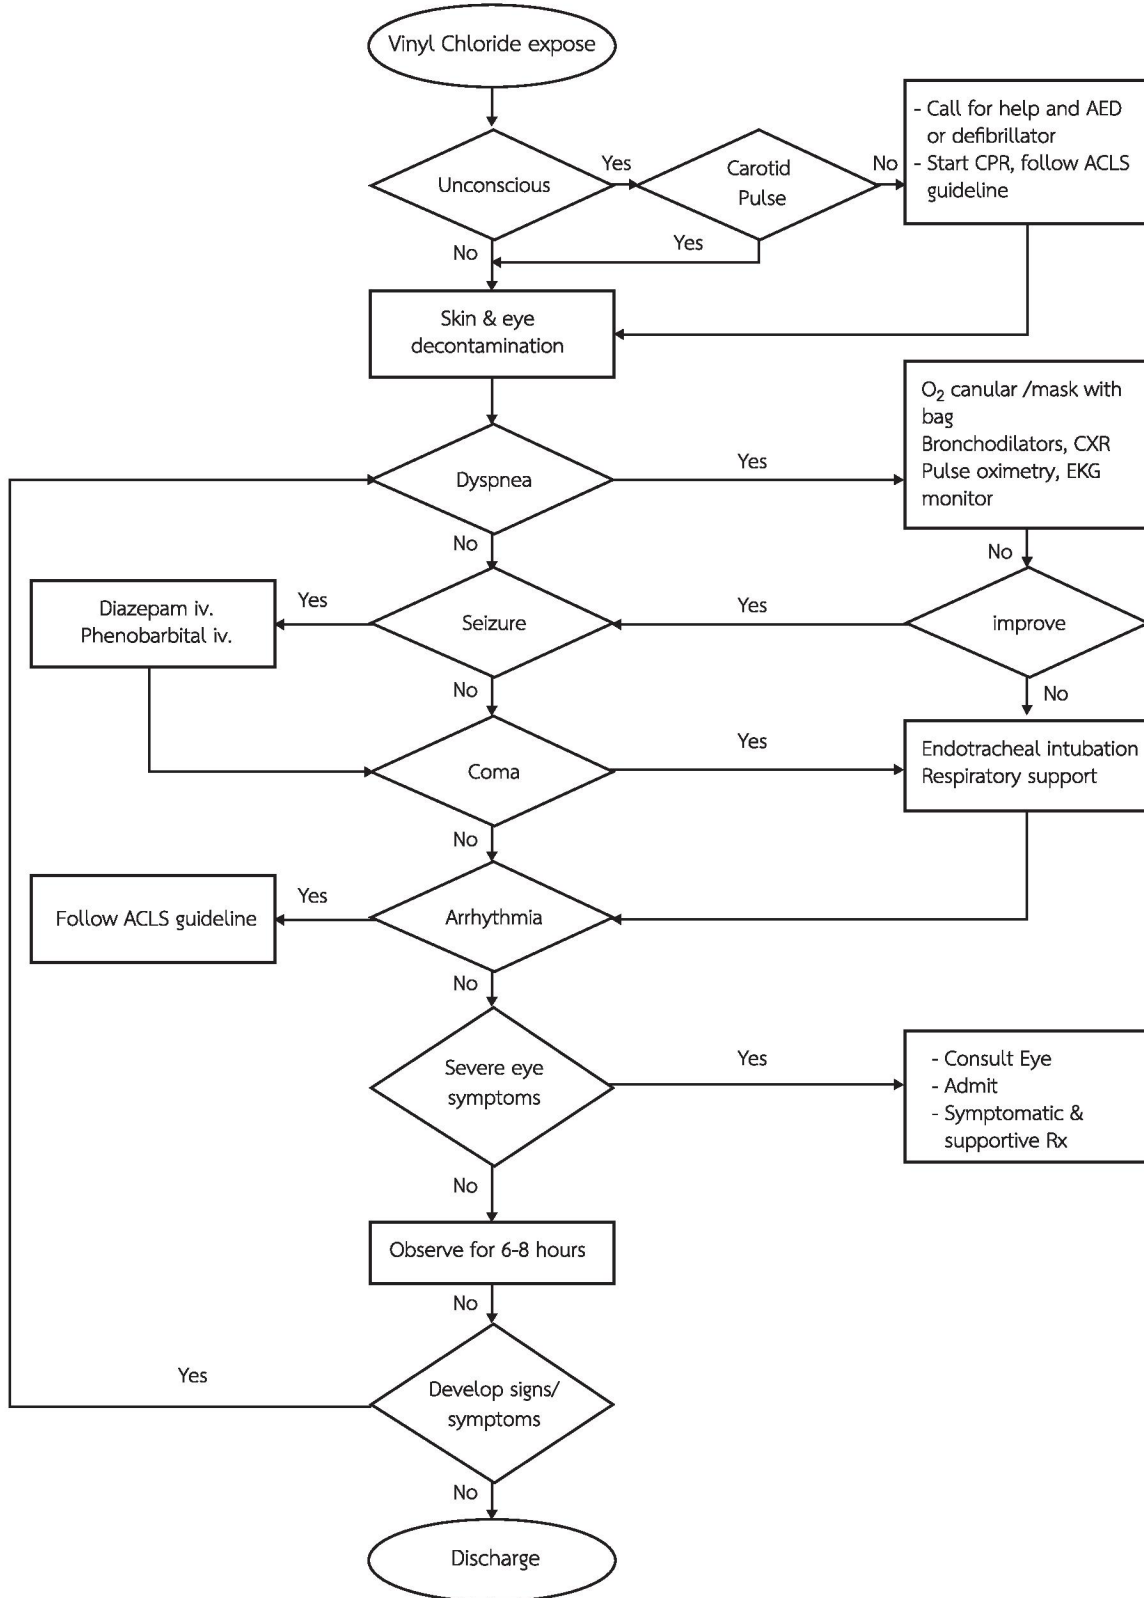 Vinyl Chloride expose
Unconscious
Yes
Carotid
Pulse
No
- Call for help and AED
or defibrillator
- Start CPR, follow ACLS
guideline
No
Yes
Skin & eye
decontamination
Dyspnea
Yes
O₂ canular /mask with
bag
Bronchodilators, CXR
Pulse oximetry, EKG
monitor
No
No
Diazepam iv.
Phenobarbital iv.
Yes
Seizure
Yes
improve
No
No
Coma
Yes
Endotracheal intubation
Respiratory support
No
Follow ACLS guideline
Yes
Arrhythmia
No
Severe eye
symptoms
Yes
- Consult Eye
- Admit
- Symptomatic &
supportive Rx
No
Observe for 6-8 hours
No
Yes
Develop signs/
symptoms
No
Discharge